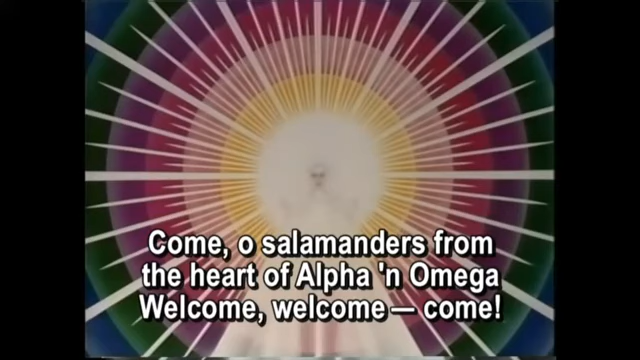 Come, o salamanders from
the heart of Alpha 'n Omega
Welcome, welcome — come!